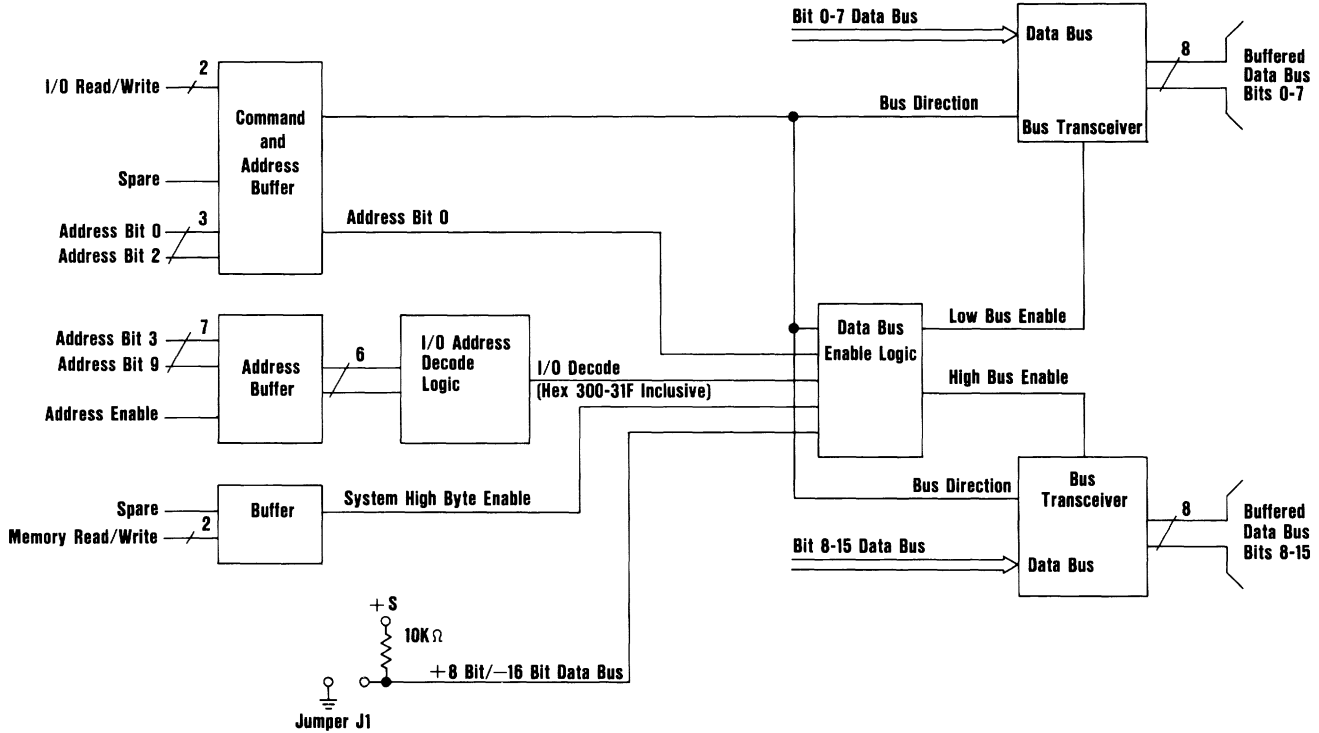 Bit 0-7 Data Bus
Data Bus
8
Buffered
Data Bus
Bits 0-7
2
I/O Read/Write
Command
and
Address
Buffer
Bus Direction
Bus Transceiver
Spare
3
Address Bit 0
Address Bit 2
Address Bit 0
7
Address Bit 3
Address Bit 9
Address Enable
Address
Buffer
6
I/O Address
Decode
Logic
I/O Decode
(Hex 300-31F Inclusive)
Data Bus
Enable Logic
Low Bus Enable
High Bus Enable
Spare
2
Memory Read/Write
Buffer
System High Byte Enable
Bus Direction
Bus
Transceiver
8
Buffered
Data Bus
Bits 8-15
Bit 8-15 Data Bus
Data Bus
+S
10KΩ
+8 Bit/−16 Bit Data Bus
Jumper J1